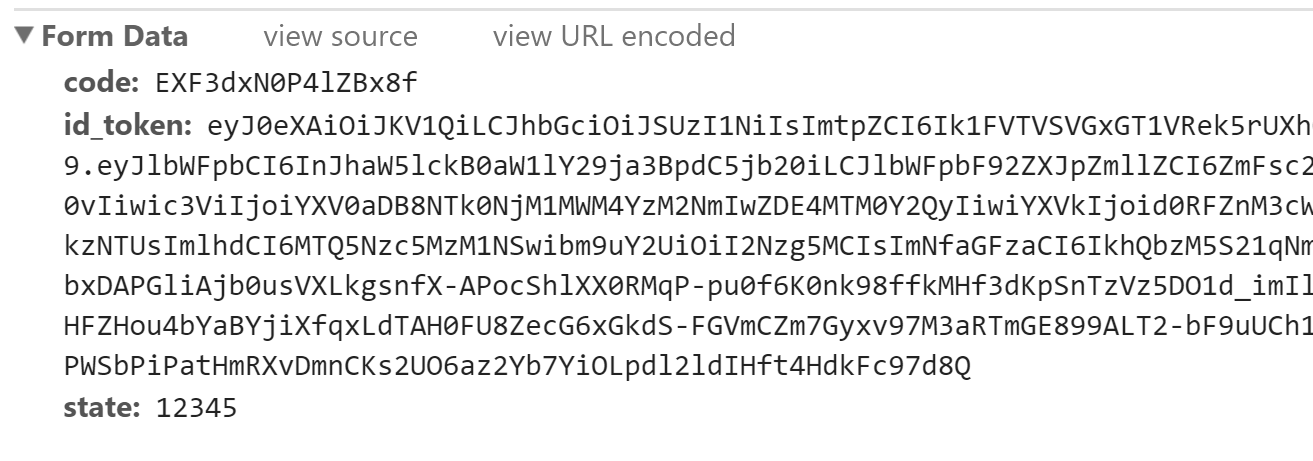 ▼ Form Data view source view URL encoded
code: EXF3dxN0P4lZBx8f
id_token: eyJ0eXAiOiJKV1QiLCJhbGciOiJSUzI1NiIsImtpZCI6Ik1FVTVSVGxGT1VRek5rUXh
9.eyJlbWFpbCI6InJhaW5lckB0aW1lY29ja3BpdC5jb20iLCJlbWFpbF92ZXJpZmllZCI6ZmFsc2
0vIiwic3ViIjoiYXV0aDB8NTk0NjM1MWM4YzM2NmIwZDE4MTM0Y2QyIiwiYXVkIjoid0RFZnM3cW
kzNTUsImlhdCI6MTQ5Nzc5MzM1NSwibm9uY2UiOiI2Nzg5MCIsImNfaGFzaCI6IkhQbzM5S21qNm
bxDAPGliAjb0usVXLkgsnfX-APocShlXX0RMqP-pu0f6K0nk98ffkMHf3dKpSnTzVz5DO1d_imIl
HFZHou4bYaBYjiXfqxLdTAH0FU8ZecG6xGkdS-FGVmCZm7Gyxv97M3aRTmGE899ALT2-bF9uUCh1
PWSbPiPatHmRXvDmnCKs2UO6az2Yb7YiOLpdl2ldIHft4HdkFc97d8Q
state: 12345